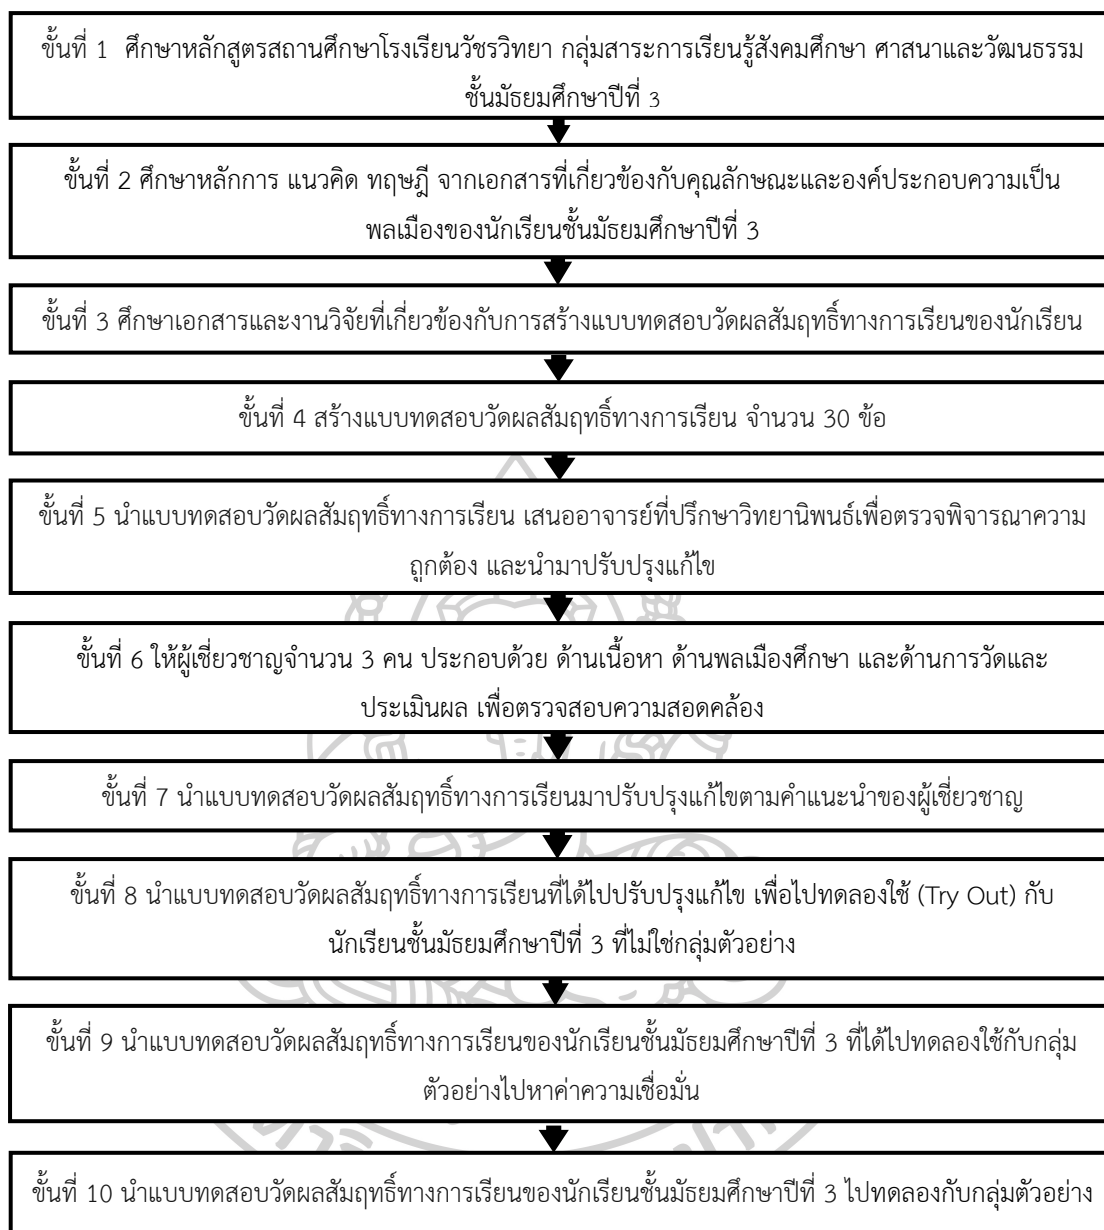 ขั้นที่ 1 ศึกษาหลักสูตรสถานศึกษาโรงเรียนวัชรวิทยา กลุ่มสาระการเรียนรู้สังคมศึกษา ศาสนาและวัฒนธรรม
ชั้นมัธยมศึกษาปีที่ 3
ขั้นที่ 2 ศึกษาหลักการ แนวคิด ทฤษฎี จากเอกสารที่เกี่ยวข้องกับคุณลักษณะและองค์ประกอบความเป็น
พลเมืองของนักเรียนชั้นมัธยมศึกษาปีที่ 3
ขั้นที่ 3 ศึกษาเอกสารและงานวิจัยที่เกี่ยวข้องกับการสร้างแบบทดสอบวัดผลสัมฤทธิ์ทางการเรียนของนักเรียน
ขั้นที่ 4 สร้างแบบทดสอบวัดผลสัมฤทธิ์ทางการเรียน จำนวน 30 ข้อ
ขั้นที่ 5 นำแบบทดสอบวัดผลสัมฤทธิ์ทางการเรียน เสนออาจารย์ที่ปรึกษาวิทยานิพนธ์เพื่อตรวจพิจารณาความ
ถูกต้อง และนำมาปรับปรุงแก้ไข
ขั้นที่ 6 ให้ผู้เชี่ยวชาญจำนวน 3 คน ประกอบด้วย ด้านเนื้อหา ด้านพลเมืองศึกษา และด้านการวัดและ
ประเมินผล เพื่อตรวจสอบความสอดคล้อง
ขั้นที่ 7 นำแบบทดสอบวัดผลสัมฤทธิ์ทางการเรียนมาปรับปรุงแก้ไขตามคำแนะนำของผู้เชี่ยวชาญ
ขั้นที่ 8 นำแบบทดสอบวัดผลสัมฤทธิ์ทางการเรียนที่ได้ไปปรับปรุงแก้ไข เพื่อไปทดลองใช้ (Try Out) กับ
นักเรียนชั้นมัธยมศึกษาปีที่ 3 ที่ไม่ใช่กลุ่มตัวอย่าง
ขั้นที่ 9 นำแบบทดสอบวัดผลสัมฤทธิ์ทางการเรียนของนักเรียนชั้นมัธยมศึกษาปีที่ 3 ที่ได้ไปทดลองใช้กับกลุ่ม
ตัวอย่างไปหาค่าความเชื่อมั่น
ขั้นที่ 10 นำแบบทดสอบวัดผลสัมฤทธิ์ทางการเรียนของนักเรียนชั้นมัธยมศึกษาปีที่ 3 ไปทดลองกับกลุ่มตัวอย่าง